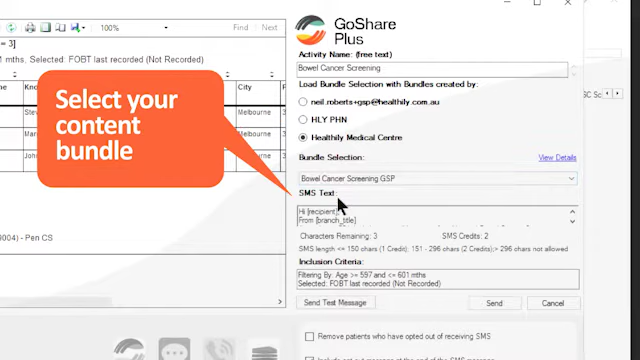 100%
Find
Next
= 3]
mths, Selected: FOBT last recorded (Not Recorded)
City
Melbourne
Melbourne
Melbourne
Select your
content
bundle
9004) - Pen CS
GoShare
Plus
Activity Name: (free text)
Bowel Cancer Screening
Load Bundle Selection with Bundles created by:
neil.roberts+gsp@healthily.com.au
HLY PHN
Healthily Medical Centre
Bundle Selection:
View Details
Bowel Cancer Screening GSP
SMS Text:
Hi [recipient],
From [branch_title]
Characters Remaining: 3
SMS Credits: 2
SMS length <= 150 chars (1 Credit); 151 - 296 chars (2 Credits);> 296 chars not allowed
Inclusion Criteria:
Filtering By: Age >= 597 and <= 601 mths
Selected: FOBT last recorded (Not Recorded)
Send Test Message
Send
Cancel
Remove patients who have opted out of receiving SMS